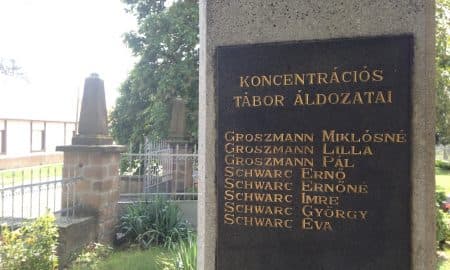 KONCENTRÁCIÓS
TÁBOR ÁLDOZATAI
GROSZMANN MIKLÓSNÉ
GROSZMANN LILLA
GROSZMANN PÁL
SCHWARC ERNŐ
SCHWARC ERNŐNÉ
SCHWARC IMRE
SCHWARC GYÖRGY
SCHWARC ÉVA